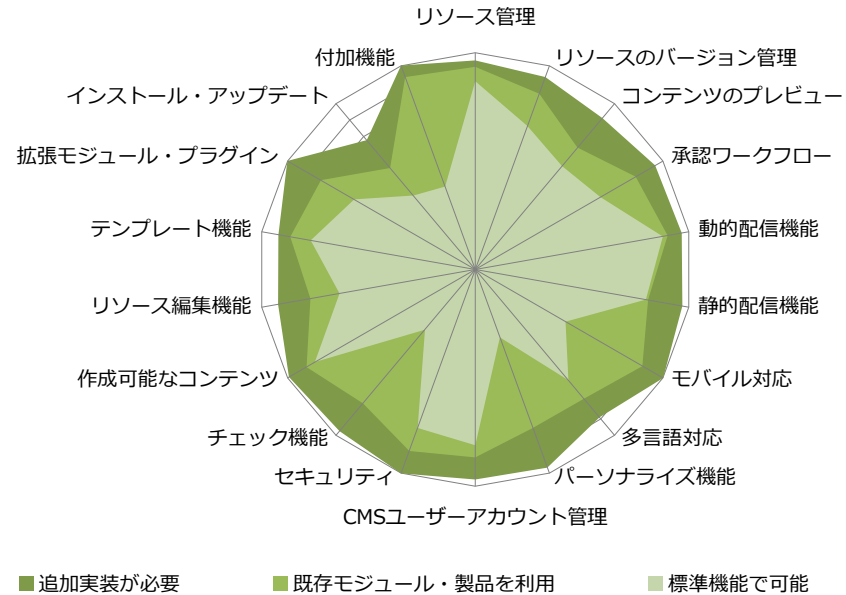 リソース管理
リソースのバージョン管理
コンテンツのプレビュー
承認ワークフロー
動的配信機能
静的配信機能
モバイル対応
多言語対応
パーソナライズ機能
CMSユーザーアカウント管理
セキュリティ
チェック機能
作成可能なコンテンツ
リソース編集機能
テンプレート機能
拡張モジュール・プラグイン
インストール・アップデート
付加機能
追加実装が必要
既存モジュール・製品を利用
標準機能で可能